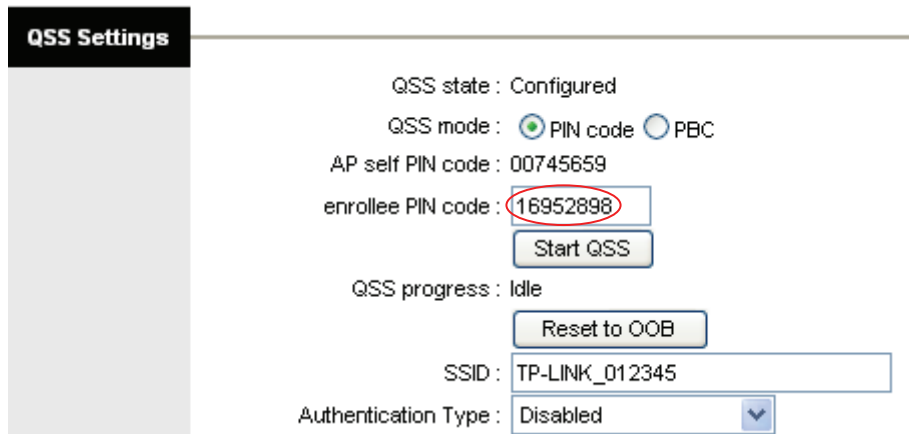 QSS Settings
QSS state : Configured
QSS mode : PIN code PBC
AP self PIN code : 00745659
enrollee PIN code : 16952898
Start QSS
QSS progress : Idle
Reset to OOB
SSID : TP-LINK_012345
Authentication Type : Disabled